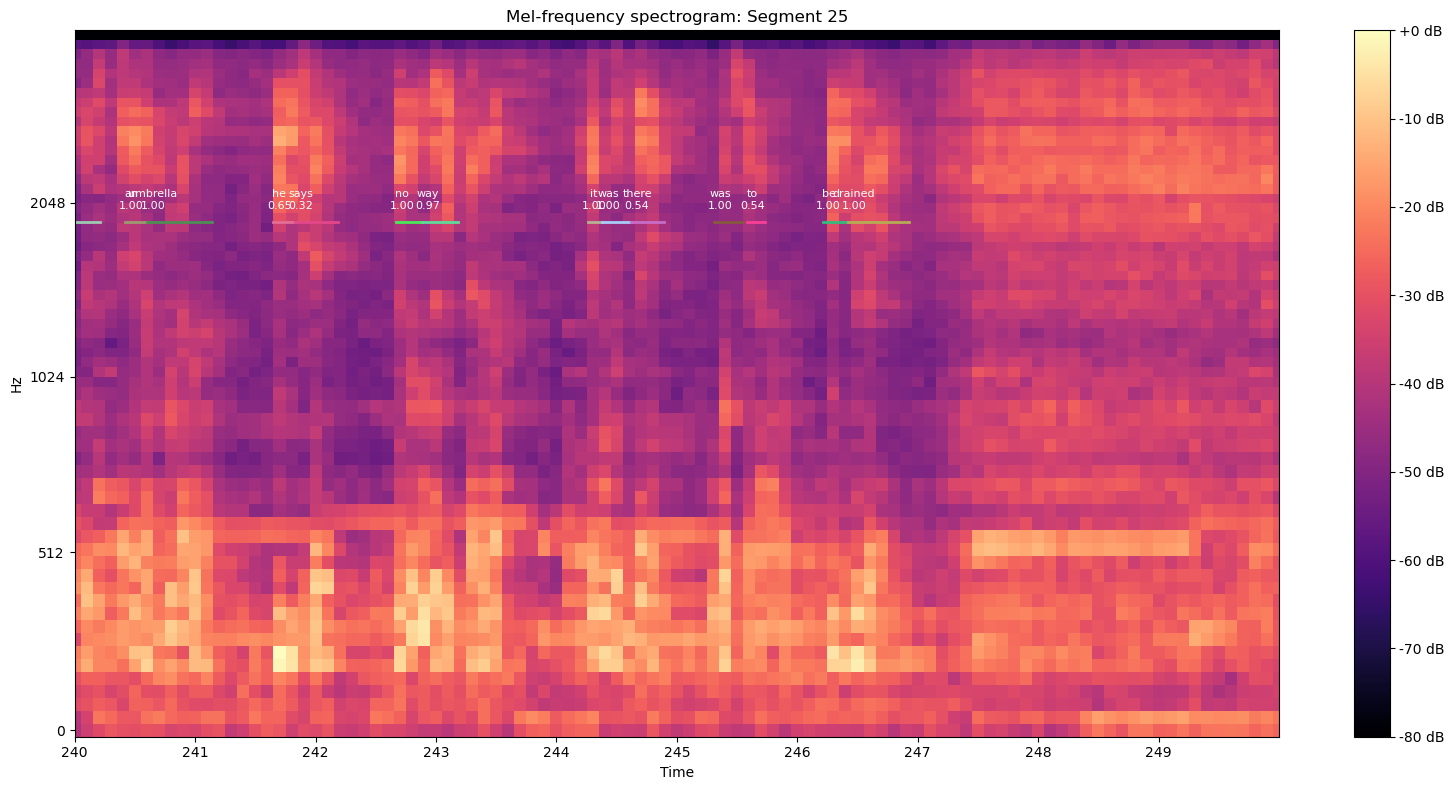 Mel-frequency spectrogram: Segment 25
+0 dB
-10 dB
-20 dB
-30 dB
-40 dB
-50 dB
-60 dB
-70 dB
-80 dB
Hz
2048
1024
512
0
an umbrella he says no way it was there was to be drained
1.00 1.00 0.65 0.32 1.00 0.97 1.00 1.00 0.54 1.00 0.54 1.00 1.00
240 241 242 243 244 245 246 247 248 249
Time